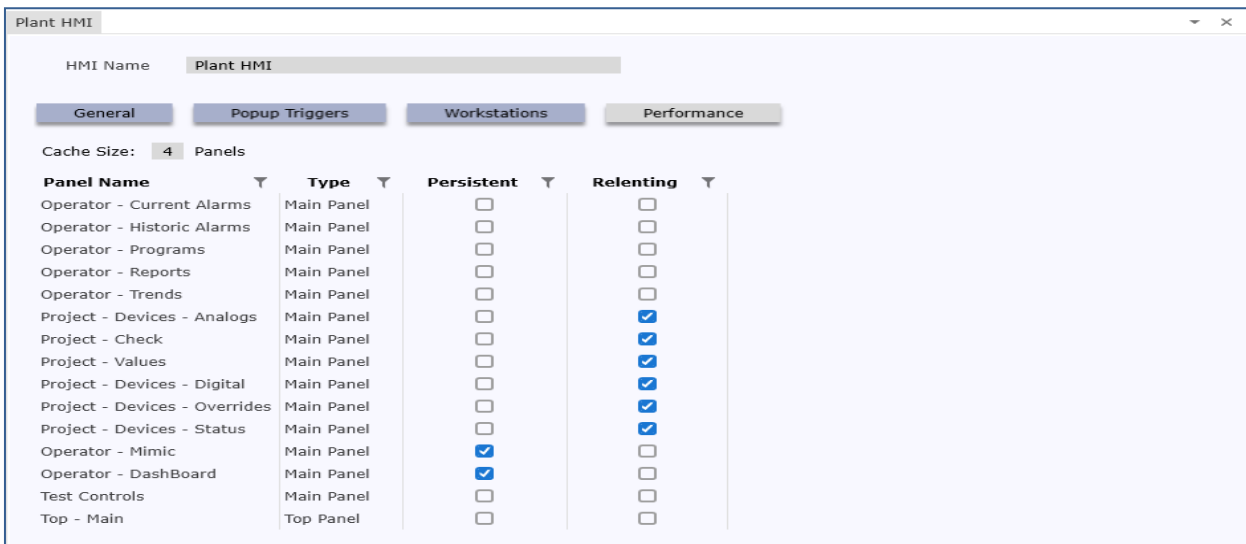 Plant HMI
HMI Name Plant HMI
General Popup Triggers Workstations Performance
Cache Size: 4 Panels
Panel Name Type Persistent Relenting
Operator - Current Alarms Main Panel
Operator - Historic Alarms Main Panel
Operator - Programs Main Panel
Operator - Reports Main Panel
Operator - Trends Main Panel
Project - Devices - Analogs Main Panel
Project - Check Main Panel
Project - Values Main Panel
Project - Devices - Digital Main Panel
Project - Devices - Overrides Main Panel
Project - Devices - Status Main Panel
Operator - Mimic Main Panel
Operator - DashBoard Main Panel
Test Controls Main Panel
Top - Main Top Panel